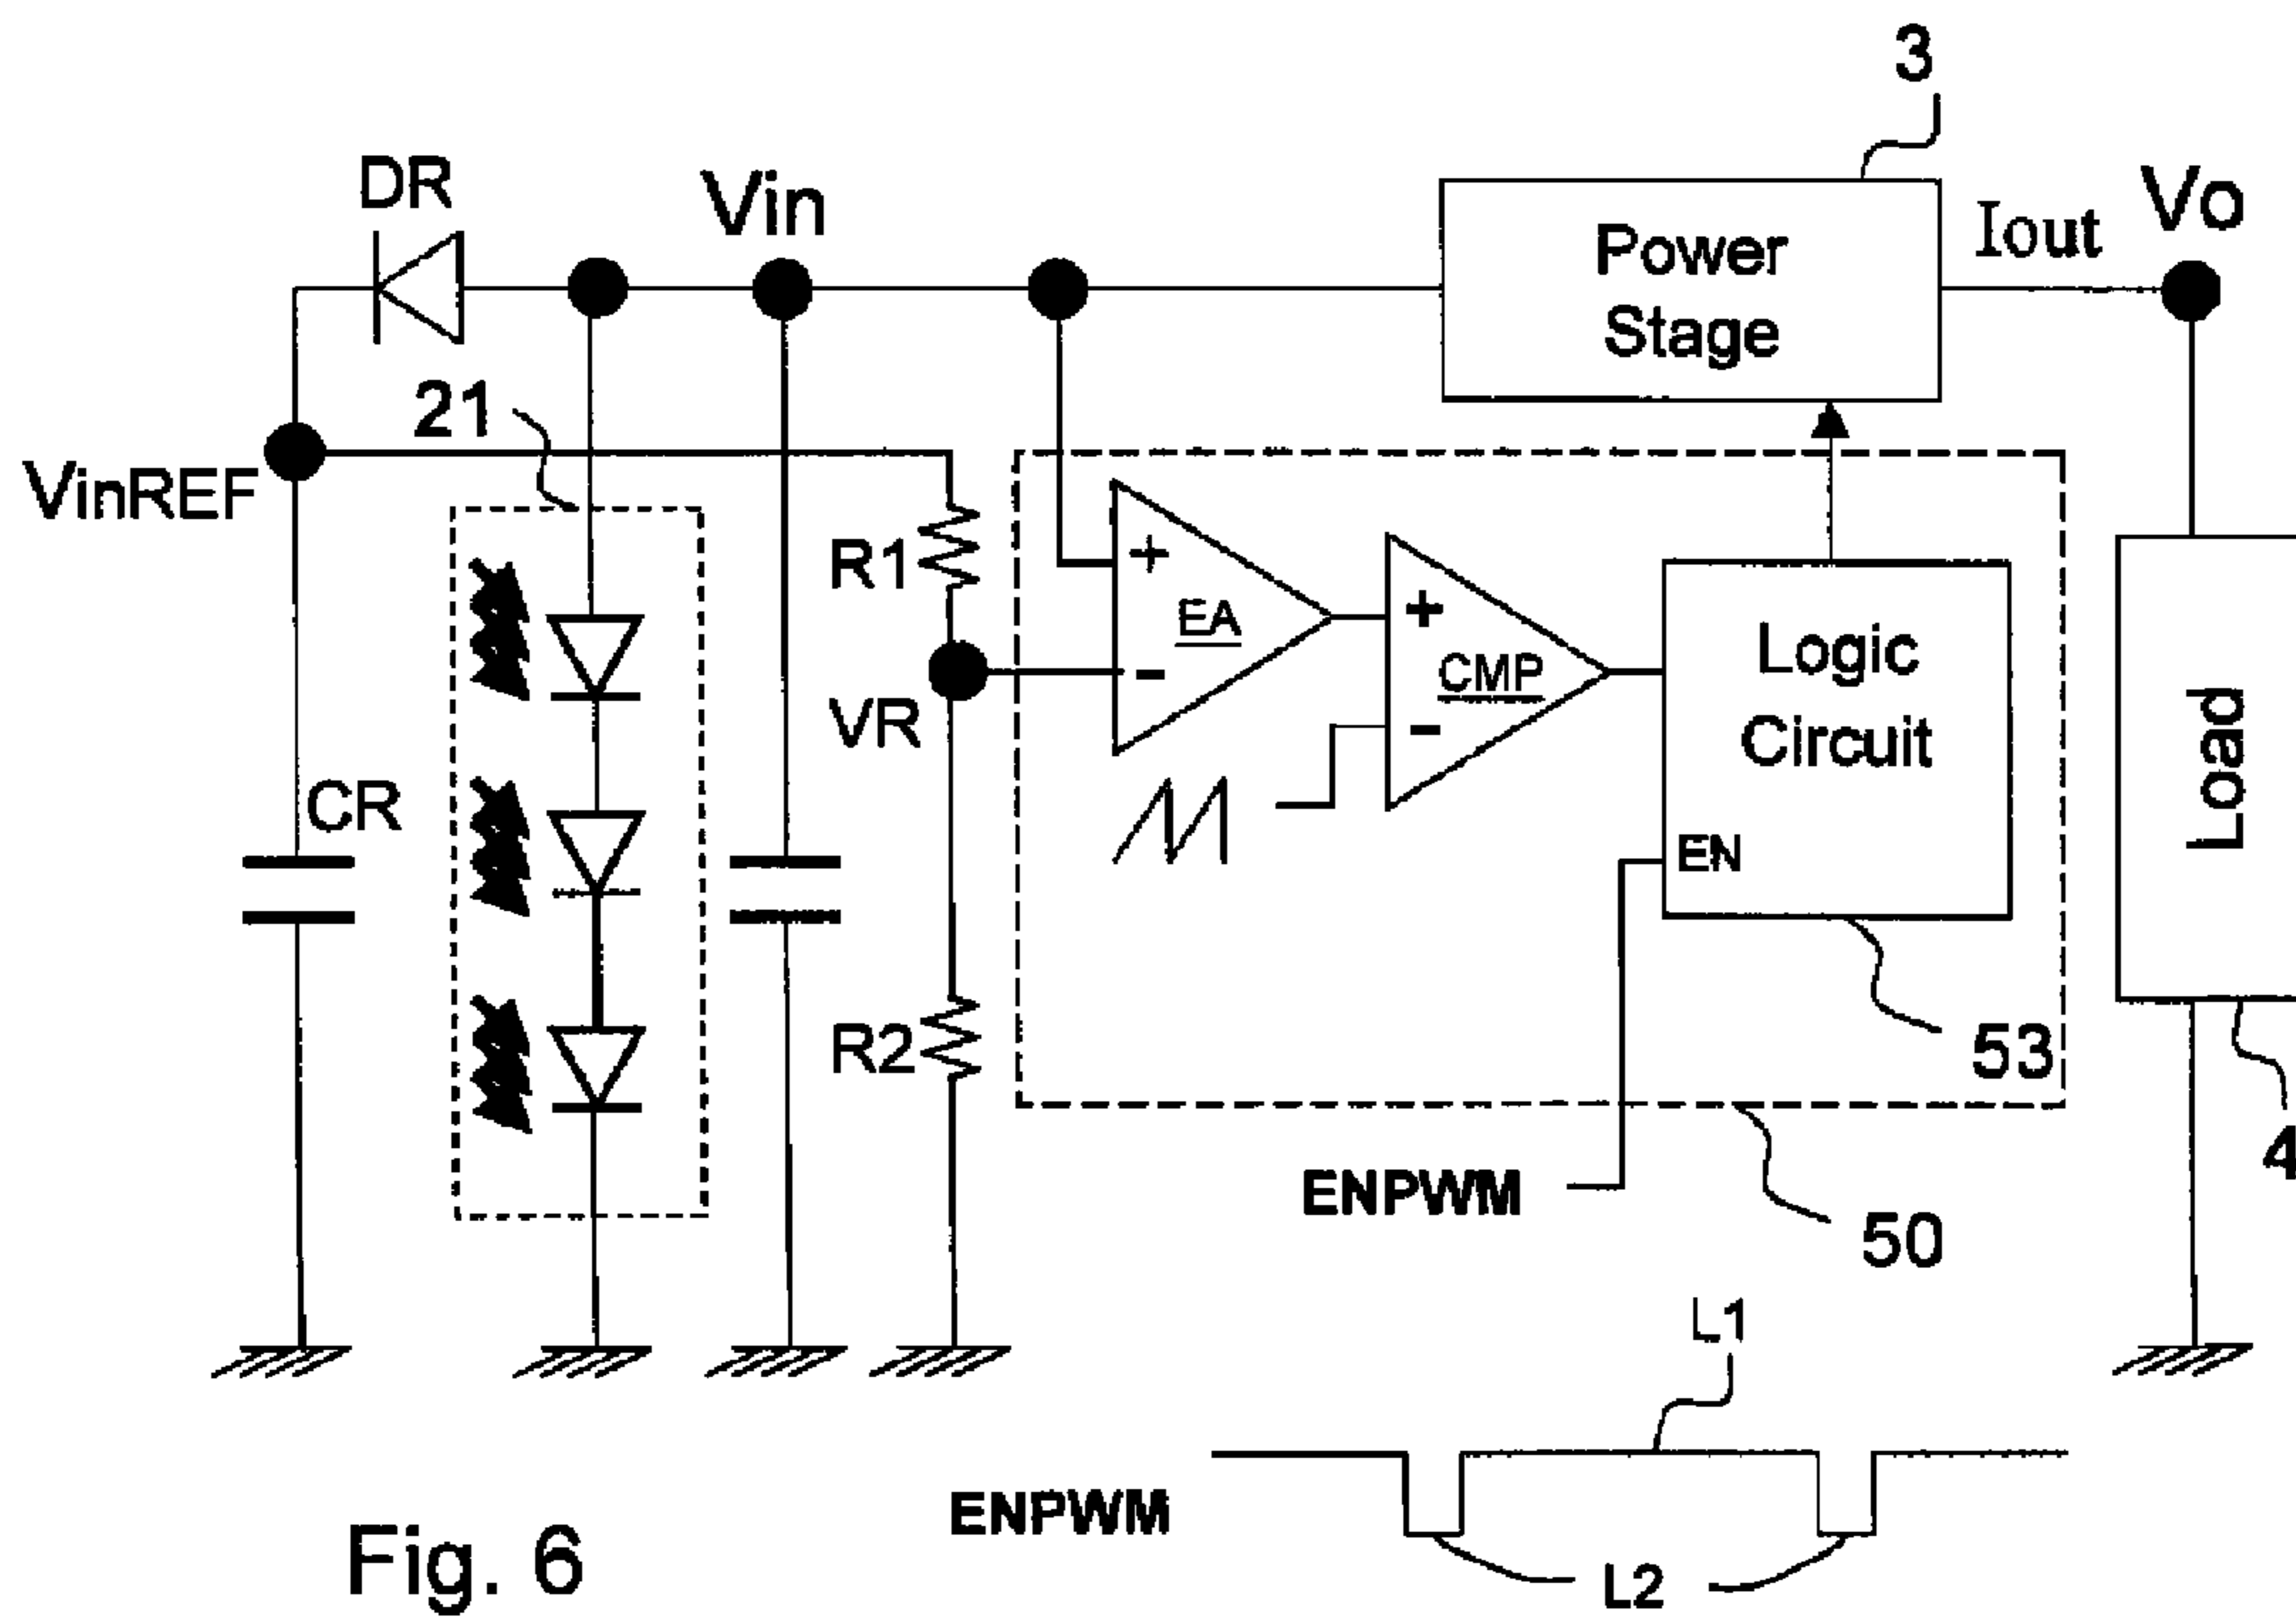 3
DR
Vin
Power
Stage
Iout
Vo
21
VinREF
R1
+
EA
-
+
CMP
-
Logic
Circuit
VR
CR
EN
Load
R2
53
ENPWM
50
4
L1
ENPWM
L2
Fig. 6